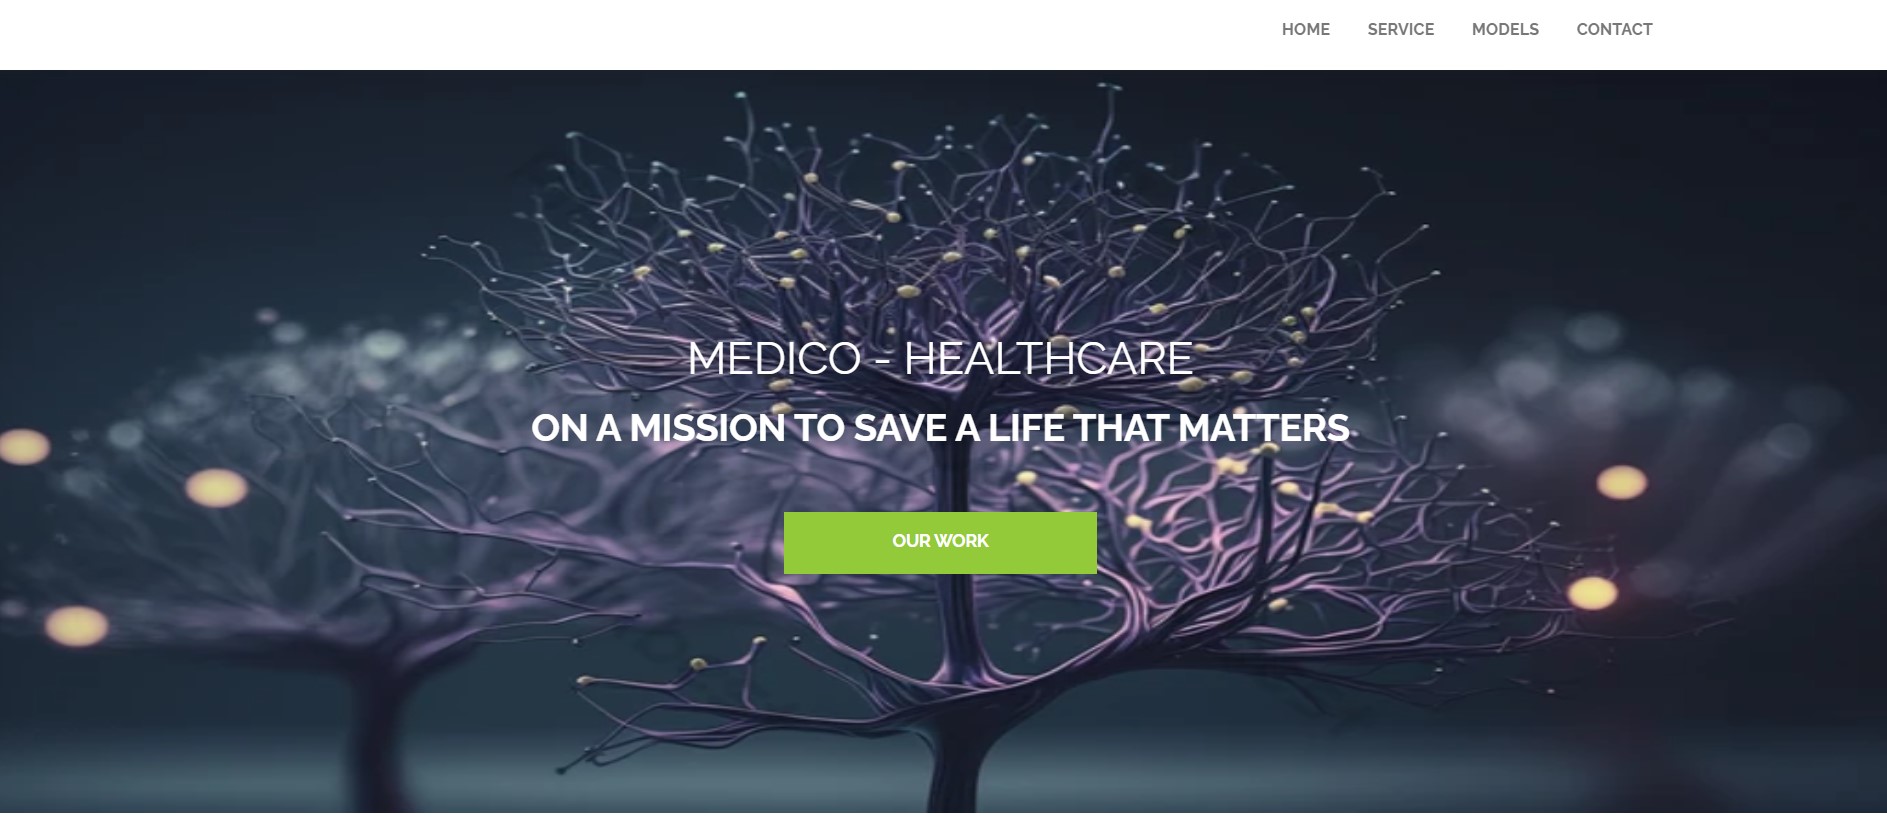 HOME SERVICE MODELS CONTACT
MEDICO - HEALTHCARE
ON A MISSION TO SAVE A LIFE THAT MATTERS
OUR WORK